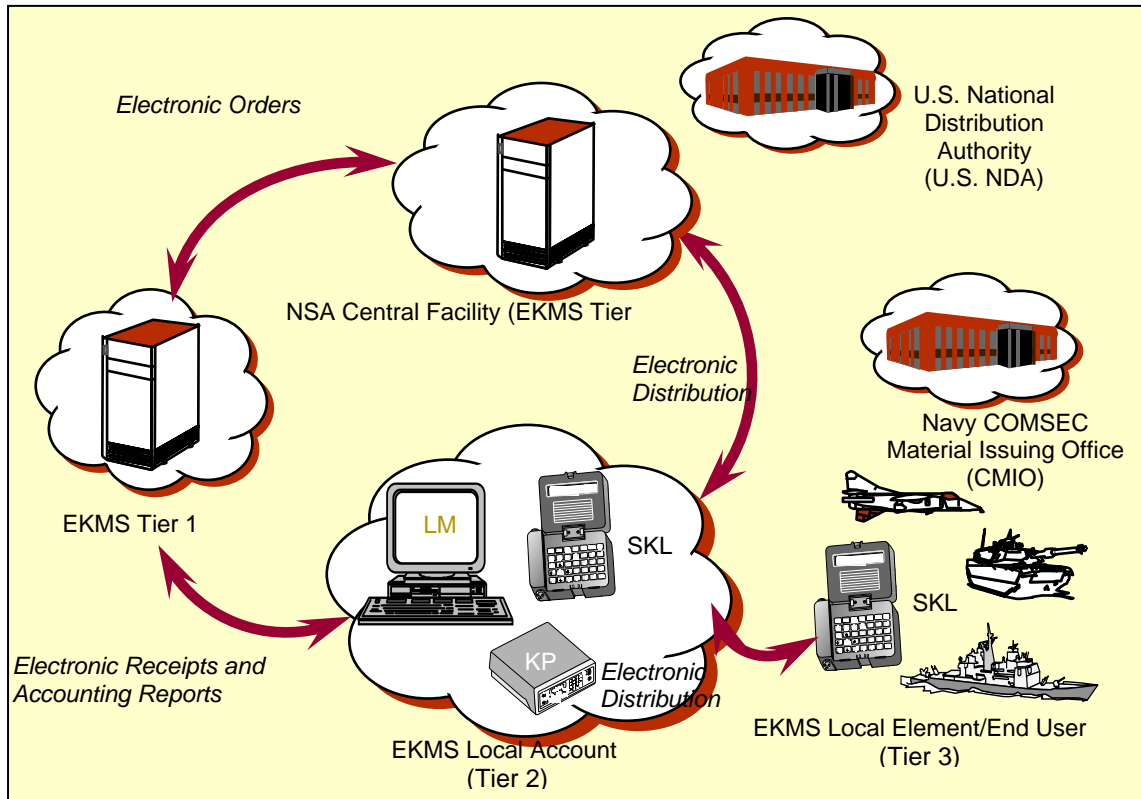 Electronic Orders
U.S. National
Distribution
Authority
(U.S. NDA)
NSA Central Facility (EKMS Tier
Electronic
Distribution
Navy COMSEC
Material Issuing Office
(CMIO)
EKMS Tier 1
LM
SKL
SKL
KP
Electronic Receipts and
Accounting Reports
Electronic
Distribution
EKMS Local Account
(Tier 2)
EKMS Local Element/End User
(Tier 3)